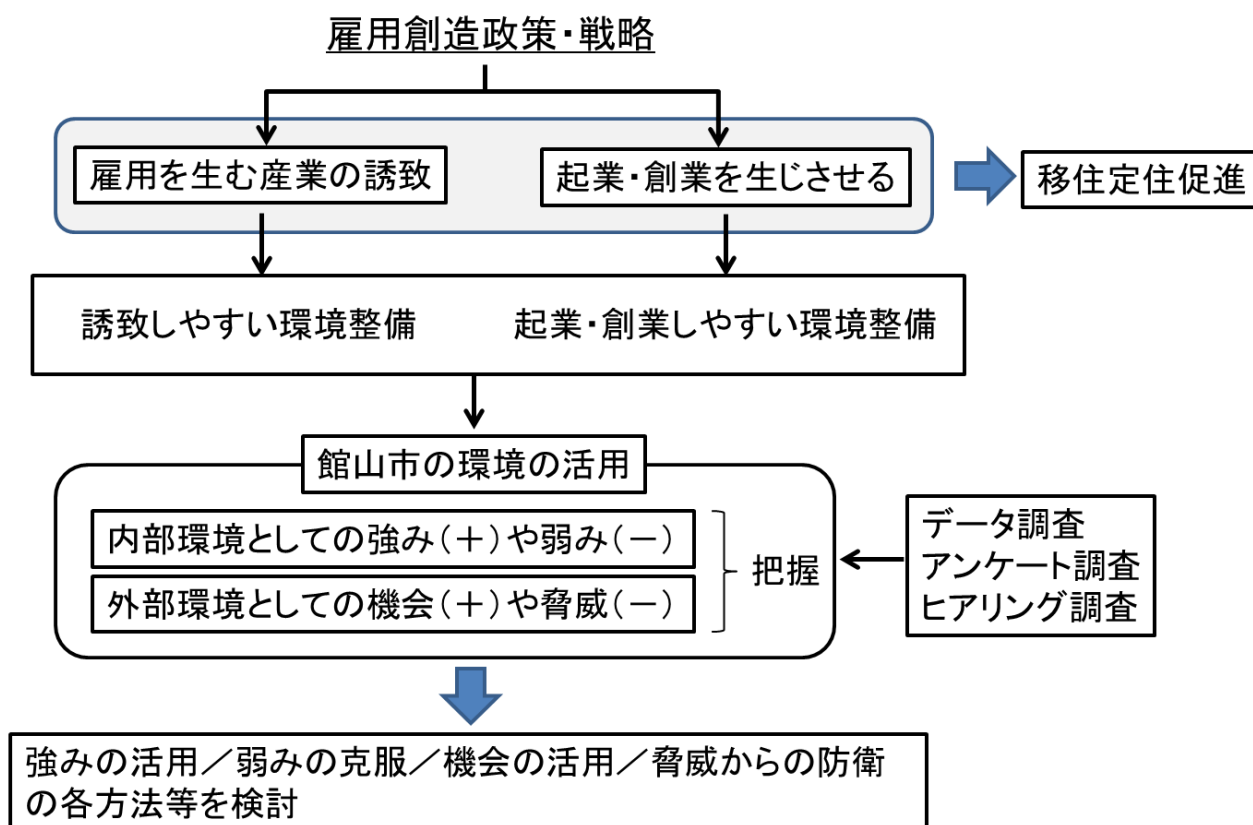 雇用創造政策・戦略
雇用を生む産業の誘致
起業・創業を生じさせる
移住定住促進
誘致しやすい環境整備
起業・創業しやすい環境整備
館山市の環境の活用
内部環境としての強み（＋）や弱み（－）
外部環境としての機会（＋）や脅威（－）
把握
データ調査
アンケート調査
ヒアリング調査
強みの活用／弱みの克服／機会の活用／脅威からの防衛
の各方法等を検討